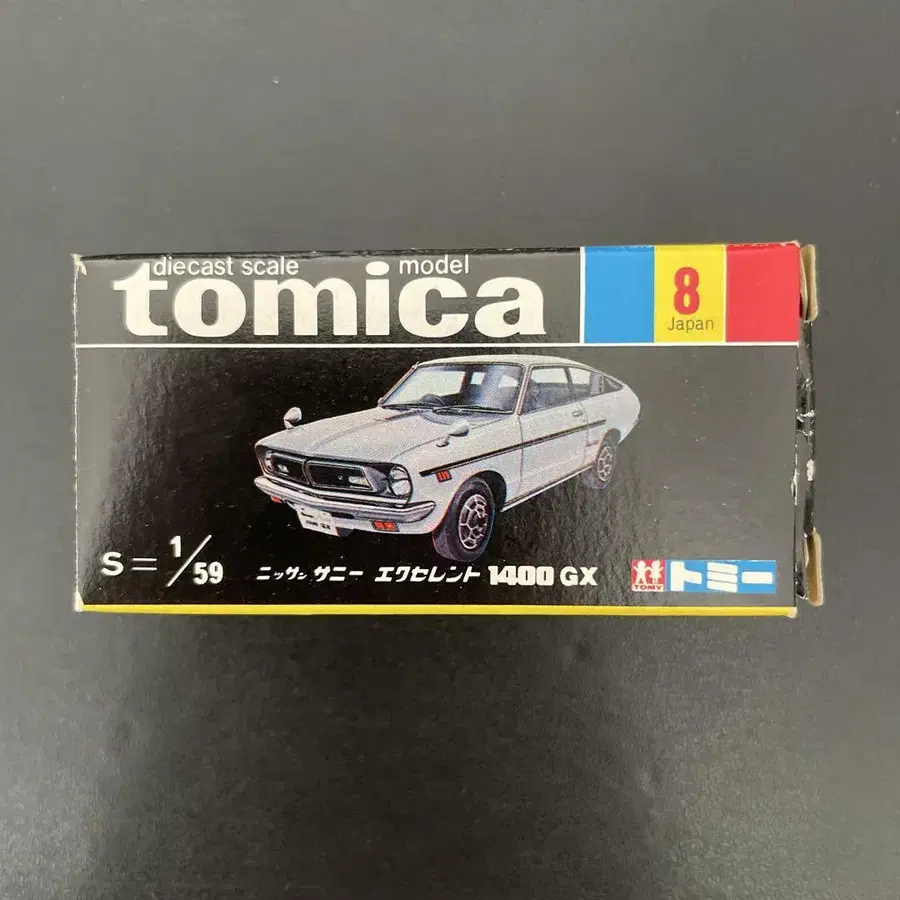 diecast scale model
tomica
8
Japan
S=1/59
ニッサン サニー エクセレント 1400 GX
TOMY
トミー